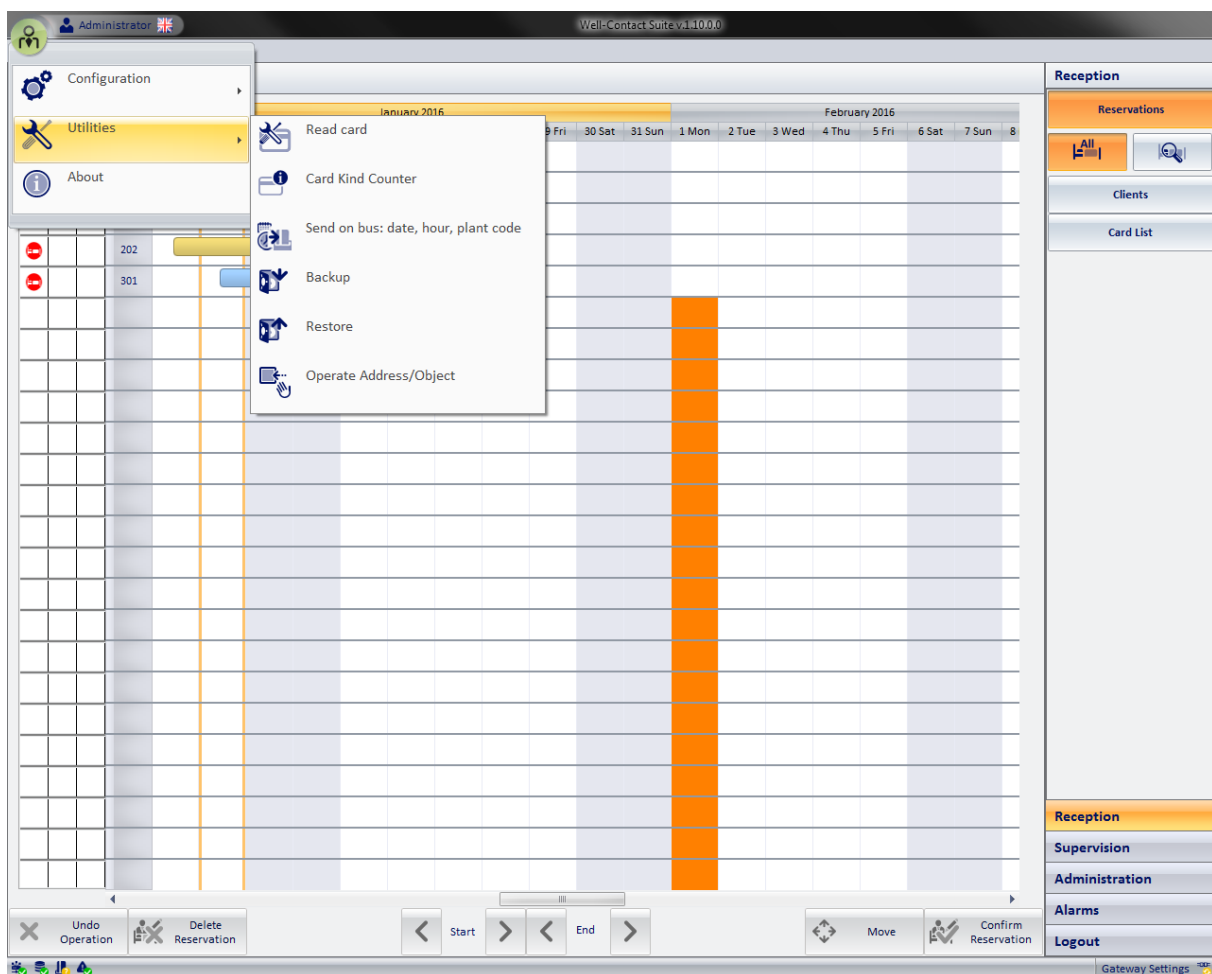 Administrator
Well-Contact Suite v.1.10.0.0
Configuration
Utilities
About
Read card
Card Kind Counter
Send on bus: date, hour, plant code
Backup
Restore
Operate Address/Object
January 2016
February 2016
Fri
30 Sat
31 Sun
1 Mon
2 Tue
3 Wed
4 Thu
5 Fri
6 Sat
7 Sun
8
202
301
Reception
Reservations
All
Clients
Card List
Reception
Supervision
Administration
Alarms
Logout
Undo
Operation
Delete
Reservation
Start
End
Move
Confirm
Reservation
Gateway Settings